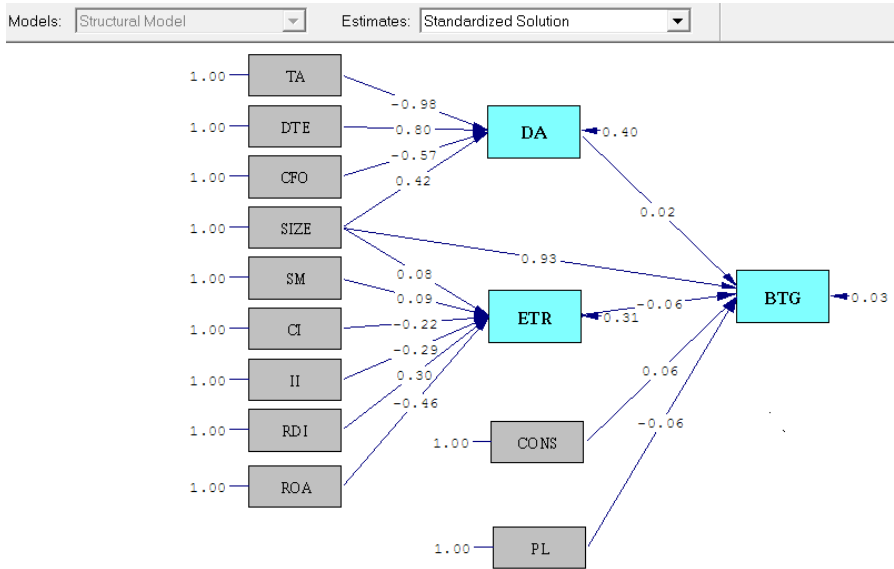 Models: Structural Model Estimates: Standardized Solution
1.00 TA
-0.98
1.00 DTE 0.80 DA 0.40
-0.57
1.00 CFO
0.42
0.02
1.00 SIZE
0.93
0.08
1.00 SM
0.09
-0.06 BTG 0.03
ETR 0.31
1.00 CI -0.22
-0.29
1.00 II 0.30
0.06
-0.46
1.00 RDI
-0.06
1.00 CONS
1.00 ROA
1.00 PL